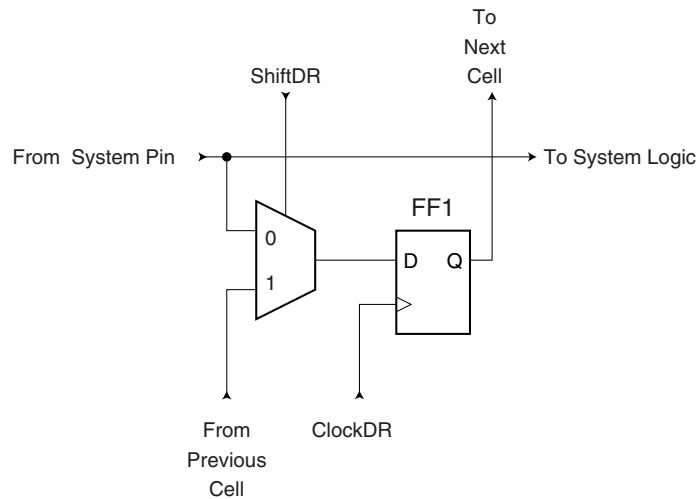 To
Next
Cell
ShiftDR
From System Pin
To System Logic
FF1
0
D Q
1
From
Previous
Cell
ClockDR